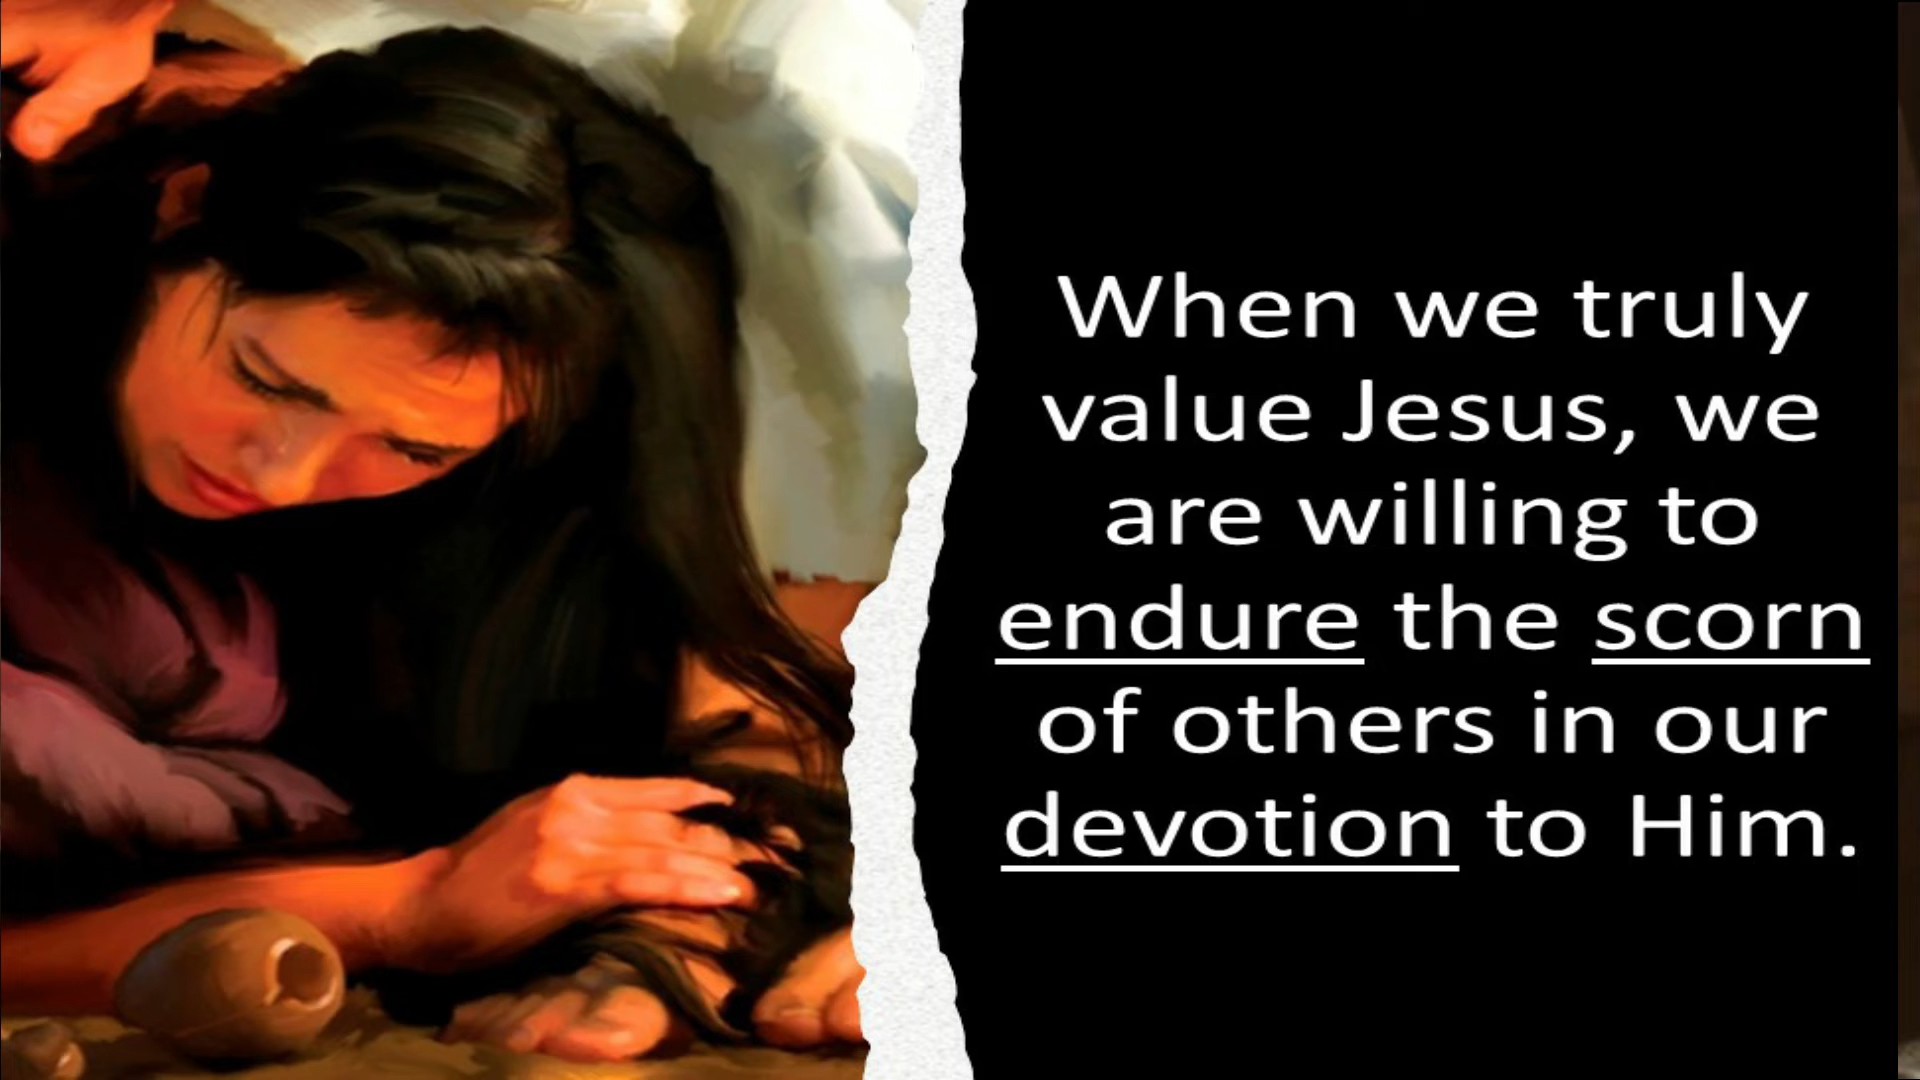 When we truly
value Jesus, we
are willing to
endure the scorn
of others in our
devotion to Him.